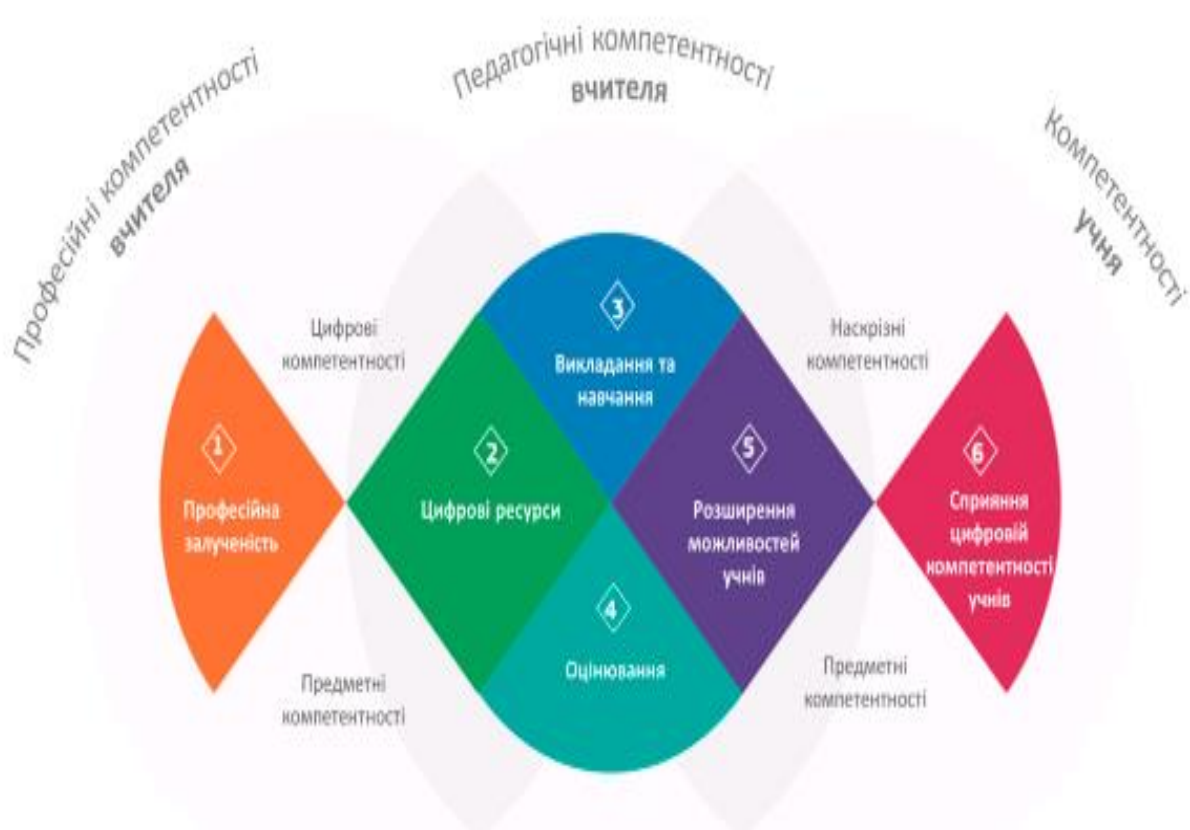 Професійні компетентності
вчителя
Педагогічні компетентності
вчителя
Компетентності
учня
Цифрові
компетентності
Наскрізні
компетентності
1
Професійна
залученість
2
Цифрові ресурси
3
Викладання та
навчання
4
Оцінювання
5
Розширення
можливостей
учнів
6
Сприяння
цифровій
компетентності
учнів
Предметні
компетентності
Предметні
компетентності